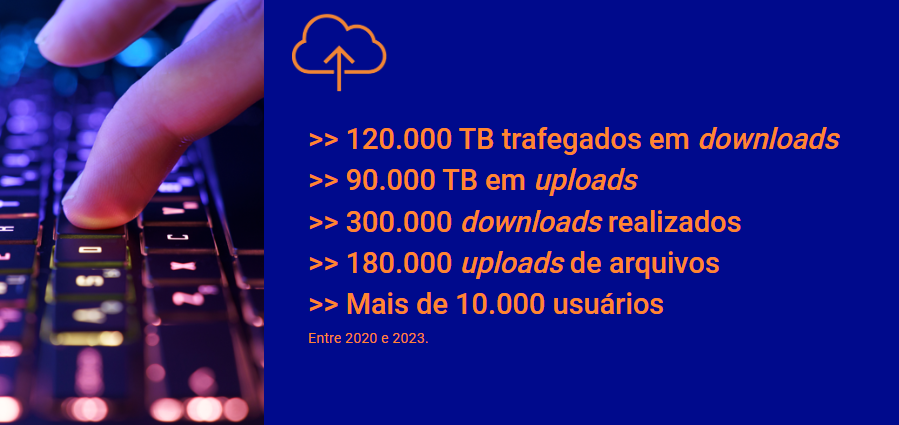 >> 120.000 TB trafegados em downloads
>> 90.000 TB em uploads
>> 300.000 downloads realizados
>> 180.000 uploads de arquivos
>> Mais de 10.000 usuários
Entre 2020 e 2023.
V
C
X
Z
D
S
A